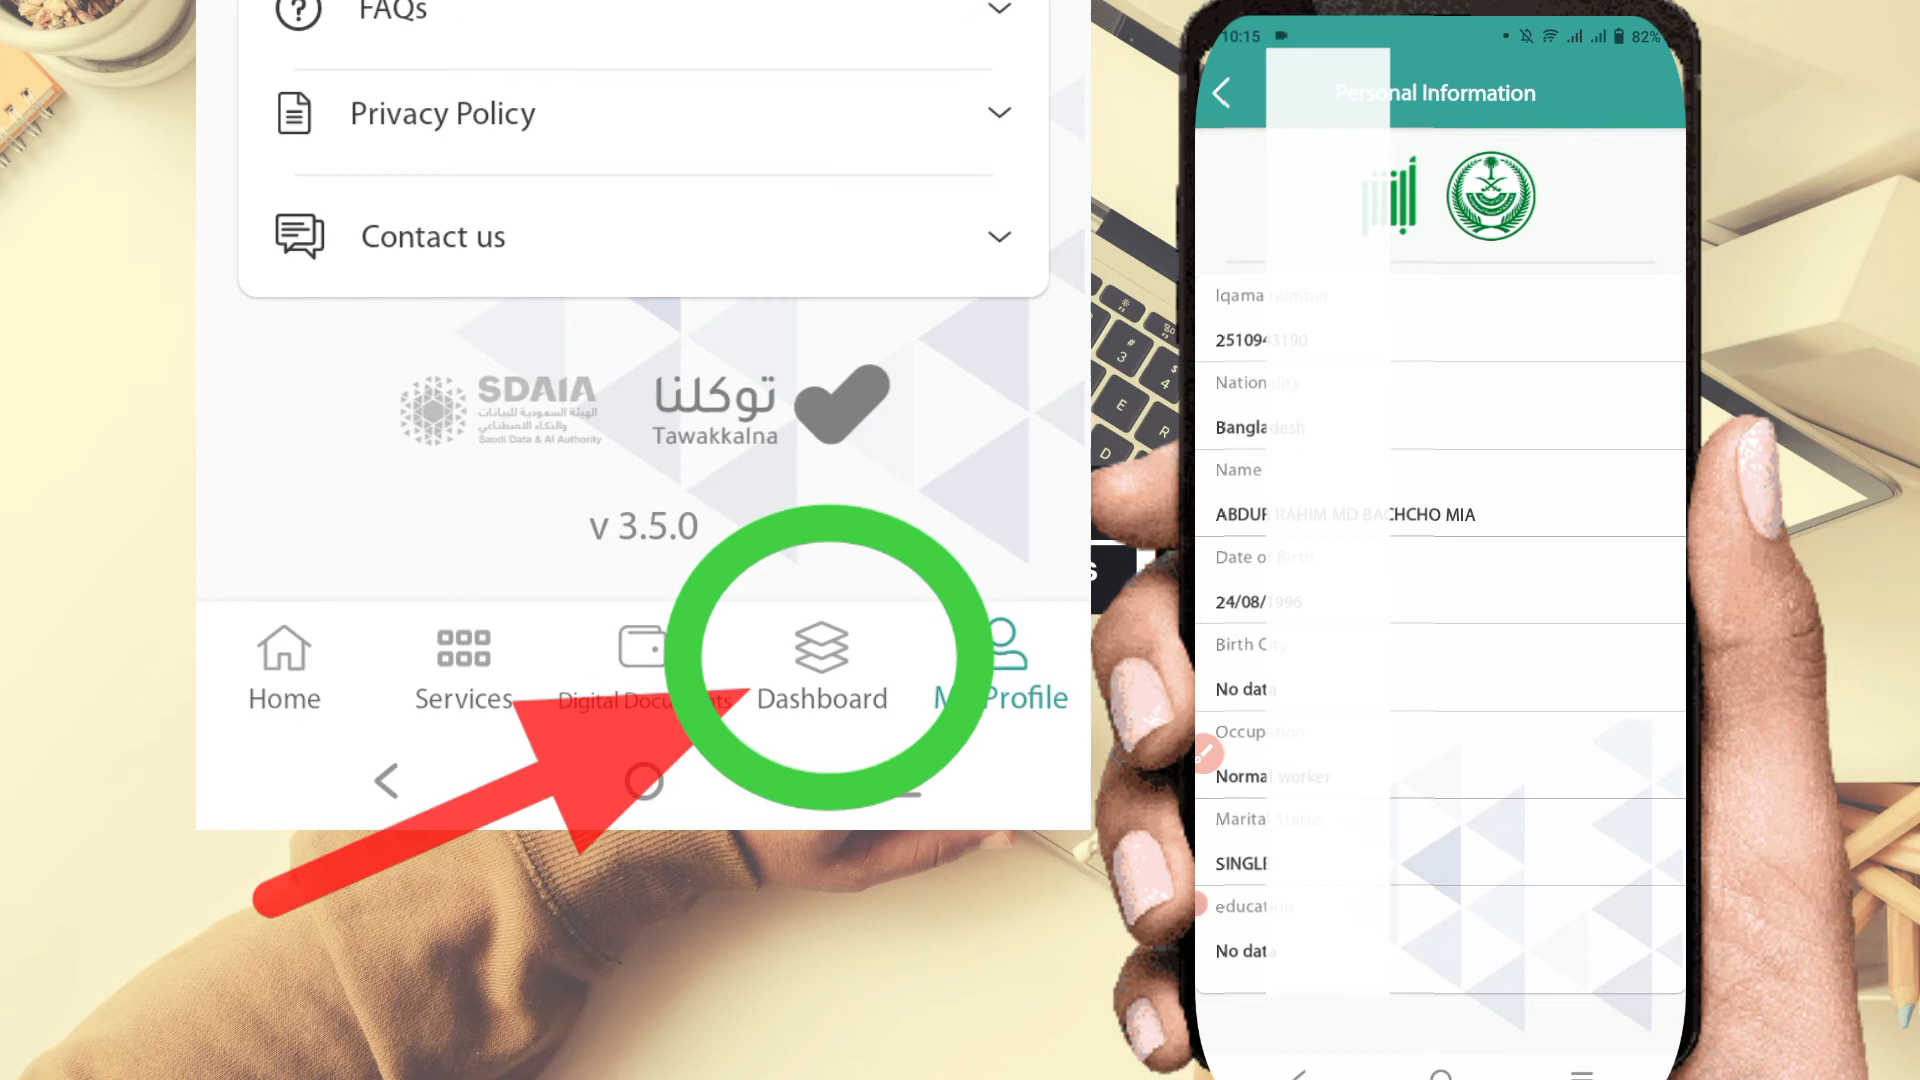 FAQs
Privacy Policy
Contact us
SDAIA
الهيئة السعودية للبيانات
والذكاء الاصطناعي
Saudi Data & AI Authority
توكلنا
Tawakkalna
v 3.5.0
Home
Services
Digital Documents
Dashboard
My Profile
10:15
82%
Personal Information
أبشر
Iqama number
2510943190
Nationality
Bangladesh
Name
ABDUR RAHIM MD BACHCHO MIA
Date of Birth
24/08/1996
Birth City
No data
Occupation
Normal worker
Marital Status
SINGLE
education
No data
# 3
$ 4
E
R
D
S